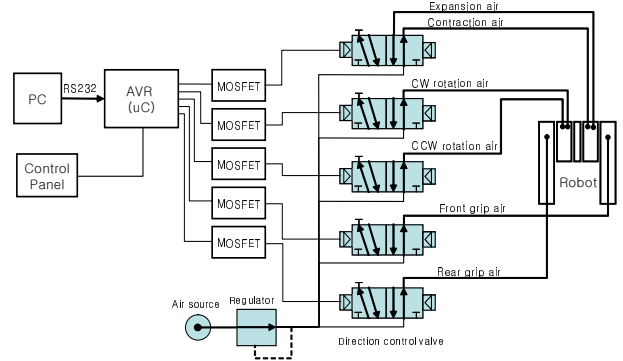 Expansion air
Contraction air
PC
RS232
AVR
(uC)
MOSFET
CW rotation air
MOSFET
Control
Panel
MOSFET
CCW rotation air
Robot
MOSFET
Front grip air
MOSFET
Rear grip air
Air source
Regulator
Direction control valve